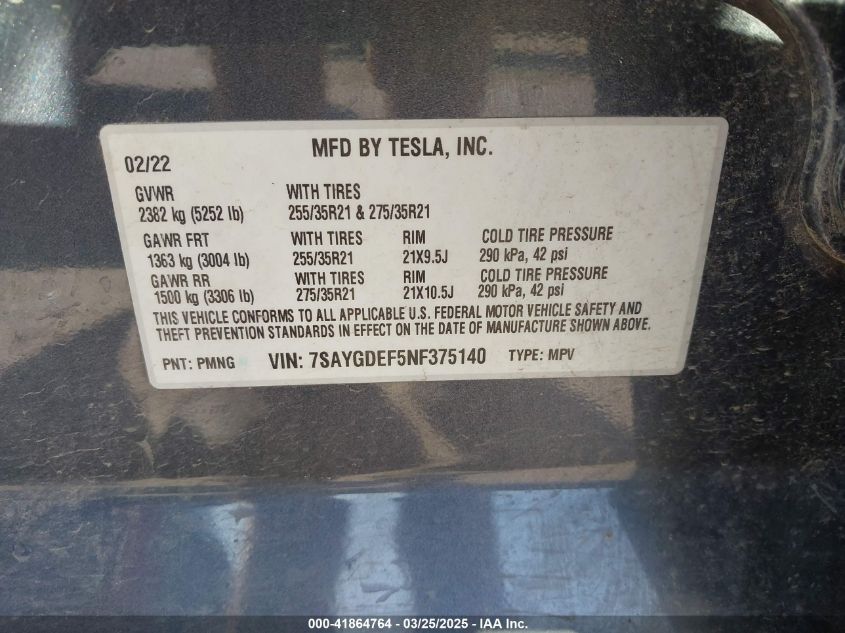 02/22 MFD BY TESLA, INC.
GVWR WITH TIRES
2382 kg (5252 lb) 255/35R21 & 275/35R21
GAWR FRT WITH TIRES RIM COLD TIRE PRESSURE
1363 kg (3004 lb) 255/35R21 21X9.5J 290 kPa, 42 psi
GAWR RR WITH TIRES RIM COLD TIRE PRESSURE
1500 kg (3306 lb) 275/35R21 21X10.5J 290 kPa, 42 psi
THIS VEHICLE CONFORMS TO ALL APPLICABLE U.S. FEDERAL MOTOR VEHICLE SAFETY AND
THEFT PREVENTION STANDARDS IN EFFECT ON THE DATE OF MANUFACTURE SHOWN ABOVE.
PNT: PMNG VIN: 7SAYGDEF5NF375140 TYPE: MPV
000-41864764 - 03/25/2025 - IAA Inc.